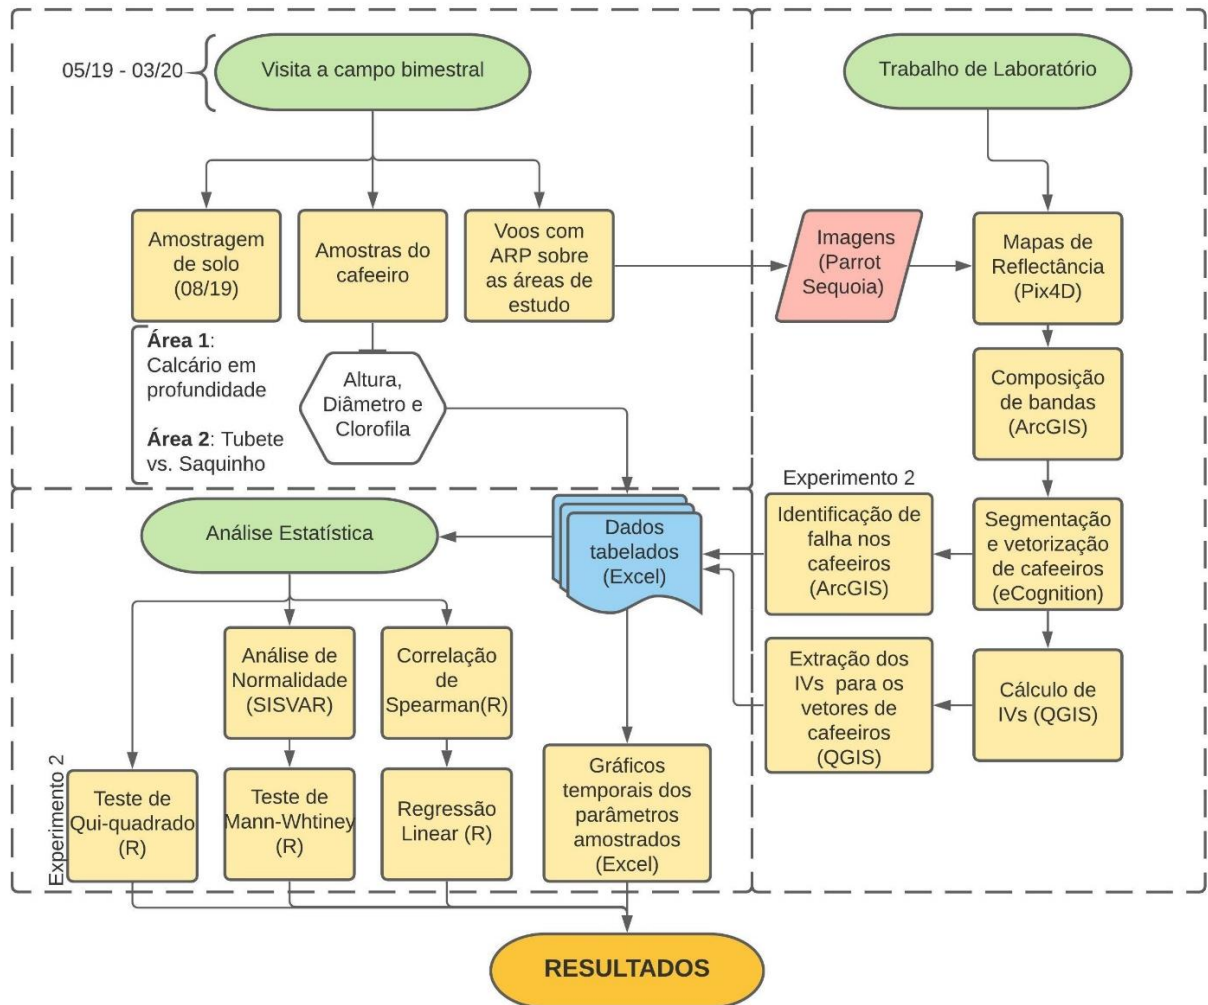 05/19 - 03/20
Visita a campo bimestral
Amostragem
de solo
(08/19)
Amostras do
cafeeiro
Voos com
ARP sobre
as áreas de
estudo
Área 1:
Calcário em
profundidade
Área 2: Tubete
vs. Saquinho
Altura,
Diâmetro e
Clorofila
Trabalho de Laboratório
Imagens
(Parrot
Sequoia)
Mapas de
Reflectância
(Pix4D)
Composição
de bandas
(ArcGIS)
Segmentação
e vetorização
de cafeeiros
(eCognition)
Experimento 2
Identificação de
falha nos
cafeeiros
(ArcGIS)
Cálculo de
IVs (QGIS)
Extração dos
IVs para os
vetores de
cafeeiros
(QGIS)
Dados
tabelados
(Excel)
Análise Estatística
Análise de
Normalidade
(SISVAR)
Correlação
de
Spearman(R)
Experimento 2
Teste de
Qui-quadrado
(R)
Teste de
Mann-Whtiney
(R)
Regressão
Linear (R)
Gráficos
temporais dos
parâmetros
amostrados
(Excel)
RESULTADOS